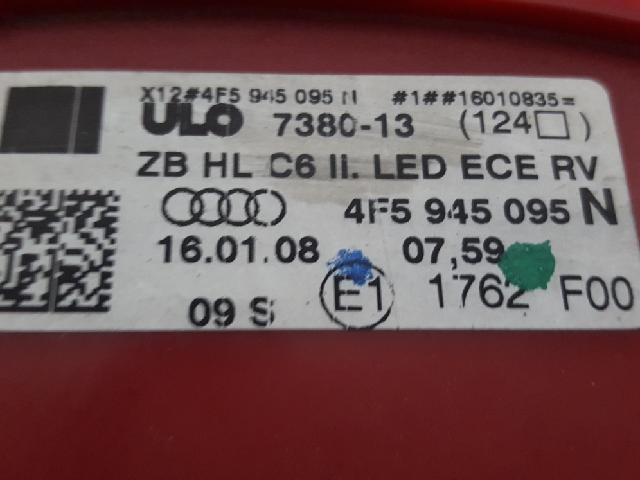 X12#4F5 945 095 N #1##16010835=
ULO 7380-13 (124□)
ZB HL C6 II. LED ECE RV
4F5 945 095 N
16.01.08 07,59
09 S E1 1762 F00